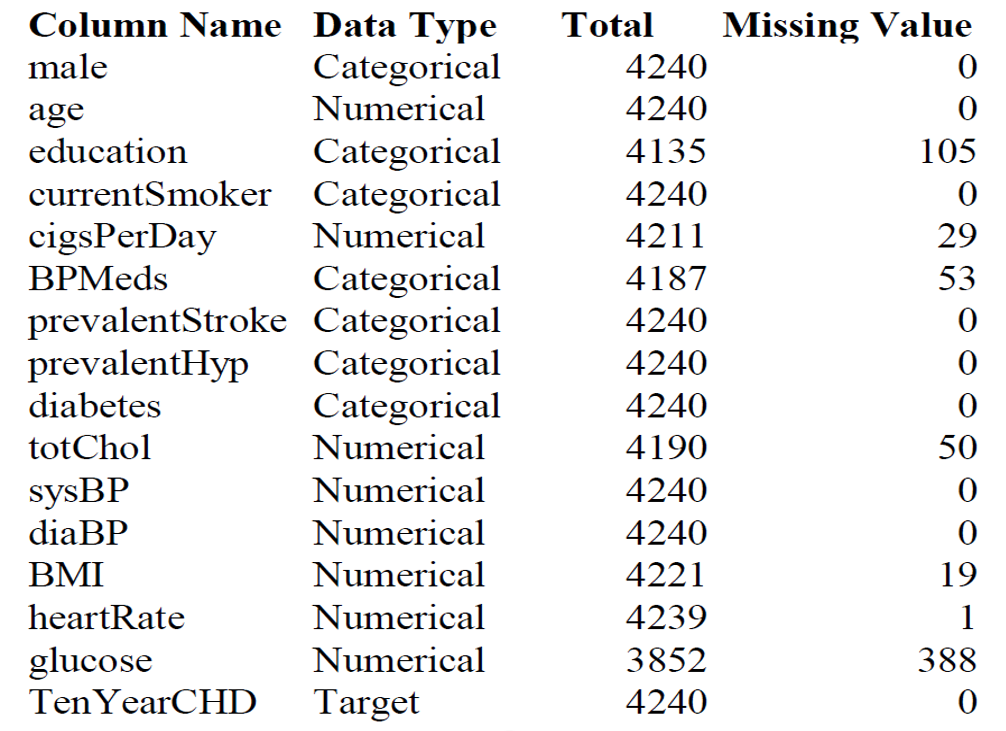 Column Name Data Type Total Missing Value
male Categorical 4240 0
age Numerical 4240 0
education Categorical 4135 105
currentSmoker Categorical 4240 0
cigsPerDay Numerical 4211 29
BPMeds Categorical 4187 53
prevalentStroke Categorical 4240 0
prevalentHyp Categorical 4240 0
diabetes Categorical 4240 0
totChol Numerical 4190 50
sysBP Numerical 4240 0
diaBP Numerical 4240 0
BMI Numerical 4221 19
heartRate Numerical 4239 1
glucose Numerical 3852 388
TenYearCHD Target 4240 0